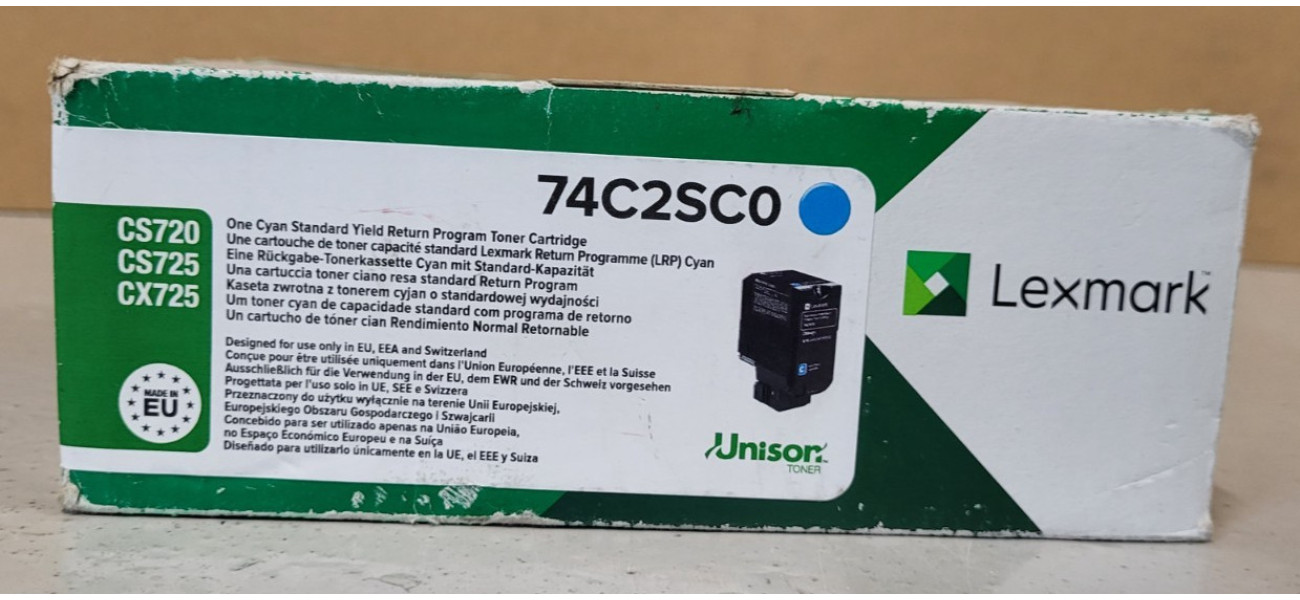 74C2SC0
CS720
CS725
CX725
One Cyan Standard Yield Return Program Toner Cartridge
Une cartouche de toner capacité standard Lexmark Return Programme (LRP) Cyan
Eine Rückgabe-Tonerkassette Cyan mit Standard-Kapazität
Una cartuccia toner ciano resa standard Return Program
Kaseta zwrotna z tonerem cyjan o standardowej wydajności
Um toner cyan de capacidade standard com programa de retorno
Un cartucho de tóner cian Rendimiento Normal Retornable
Designed for use only in EU, EEA and Switzerland
Conçue pour être utilisée uniquement dans l'Union Européenne, l'EEE et la Suisse
Ausschließlich für die Verwendung in der EU, dem EWR und der Schweiz vorgesehen
Progettata per l'uso solo in UE, SEE e Svizzera
Przeznaczony do użytku wyłącznie na terenie Unii Europejskiej,
Europejskiego Obszaru Gospodarczego i Szwajcarii
Concebido para ser utilizado apenas na União Europeia,
no Espaço Económico Europeu e na Suíça
Diseñado para utilizarlo únicamente en la UE, el EEE y Suiza
MADE IN
EU
Unison
TONER
Lexmark™